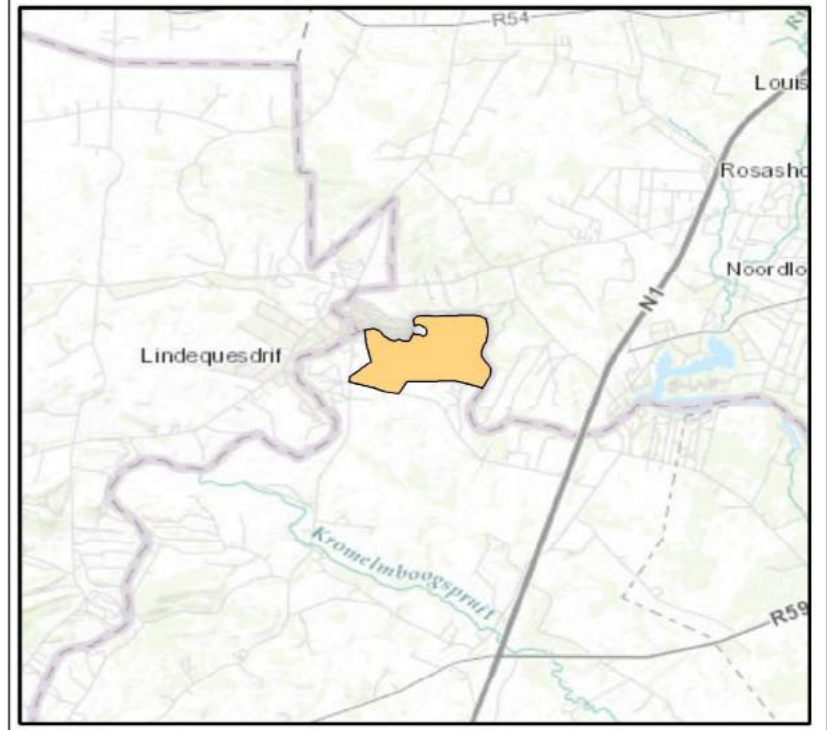 R54
Louis
Rosasho
Noordlo
N1
Lindequesdrif
Kromelmboogspruit
R59